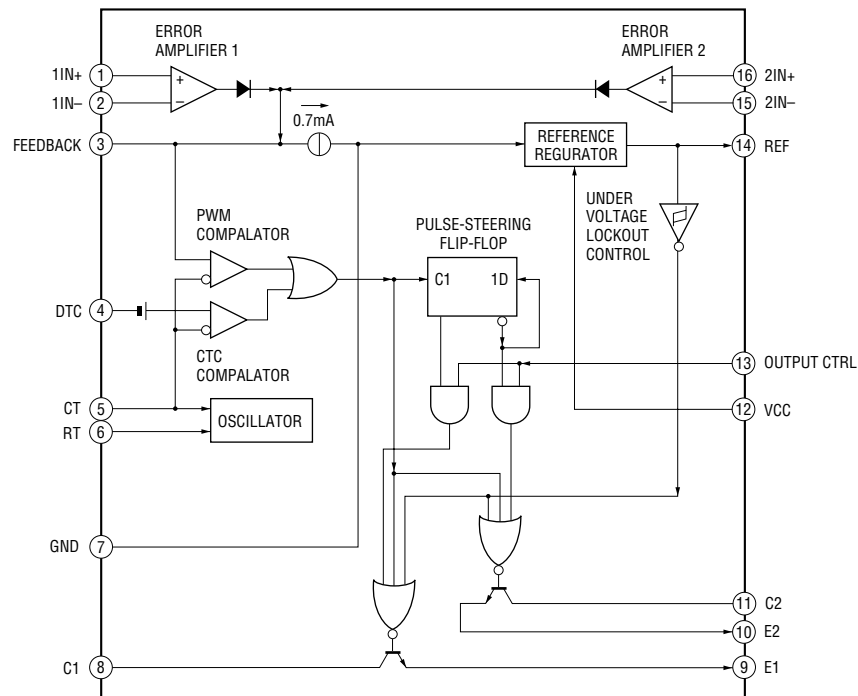 ERROR
AMPLIFIER 1
ERROR
AMPLIFIER 2
1IN+ 1
16 2IN+
1IN– 2
15 2IN–
0.7mA
FEEDBACK 3
REFERENCE
REGURATOR
14 REF
UNDER
VOLTAGE
LOCKOUT
CONTROL
PWM
COMPALATOR
PULSE-STEERING
FLIP-FLOP
C1 1D
DTC 4
CTC
COMPALATOR
13 OUTPUT CTRL
CT 5
12 VCC
OSCILLATOR
RT 6
GND 7
11 C2
10 E2
C1 8
9 E1
+
–
+
–